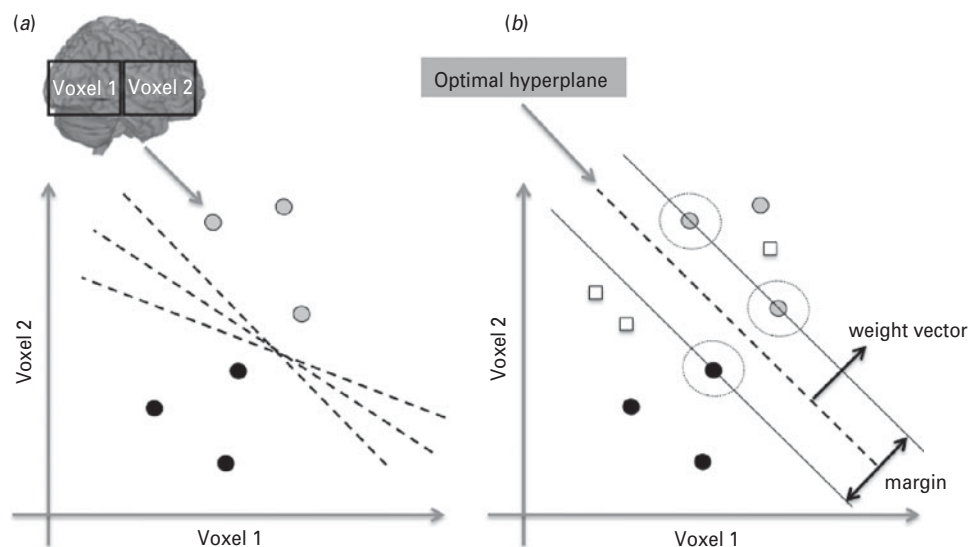 (a)
Voxel 1 Voxel 2
Voxel 2
Voxel 1
(b)
Optimal hyperplane
Voxel 2
weight vector
margin
Voxel 1